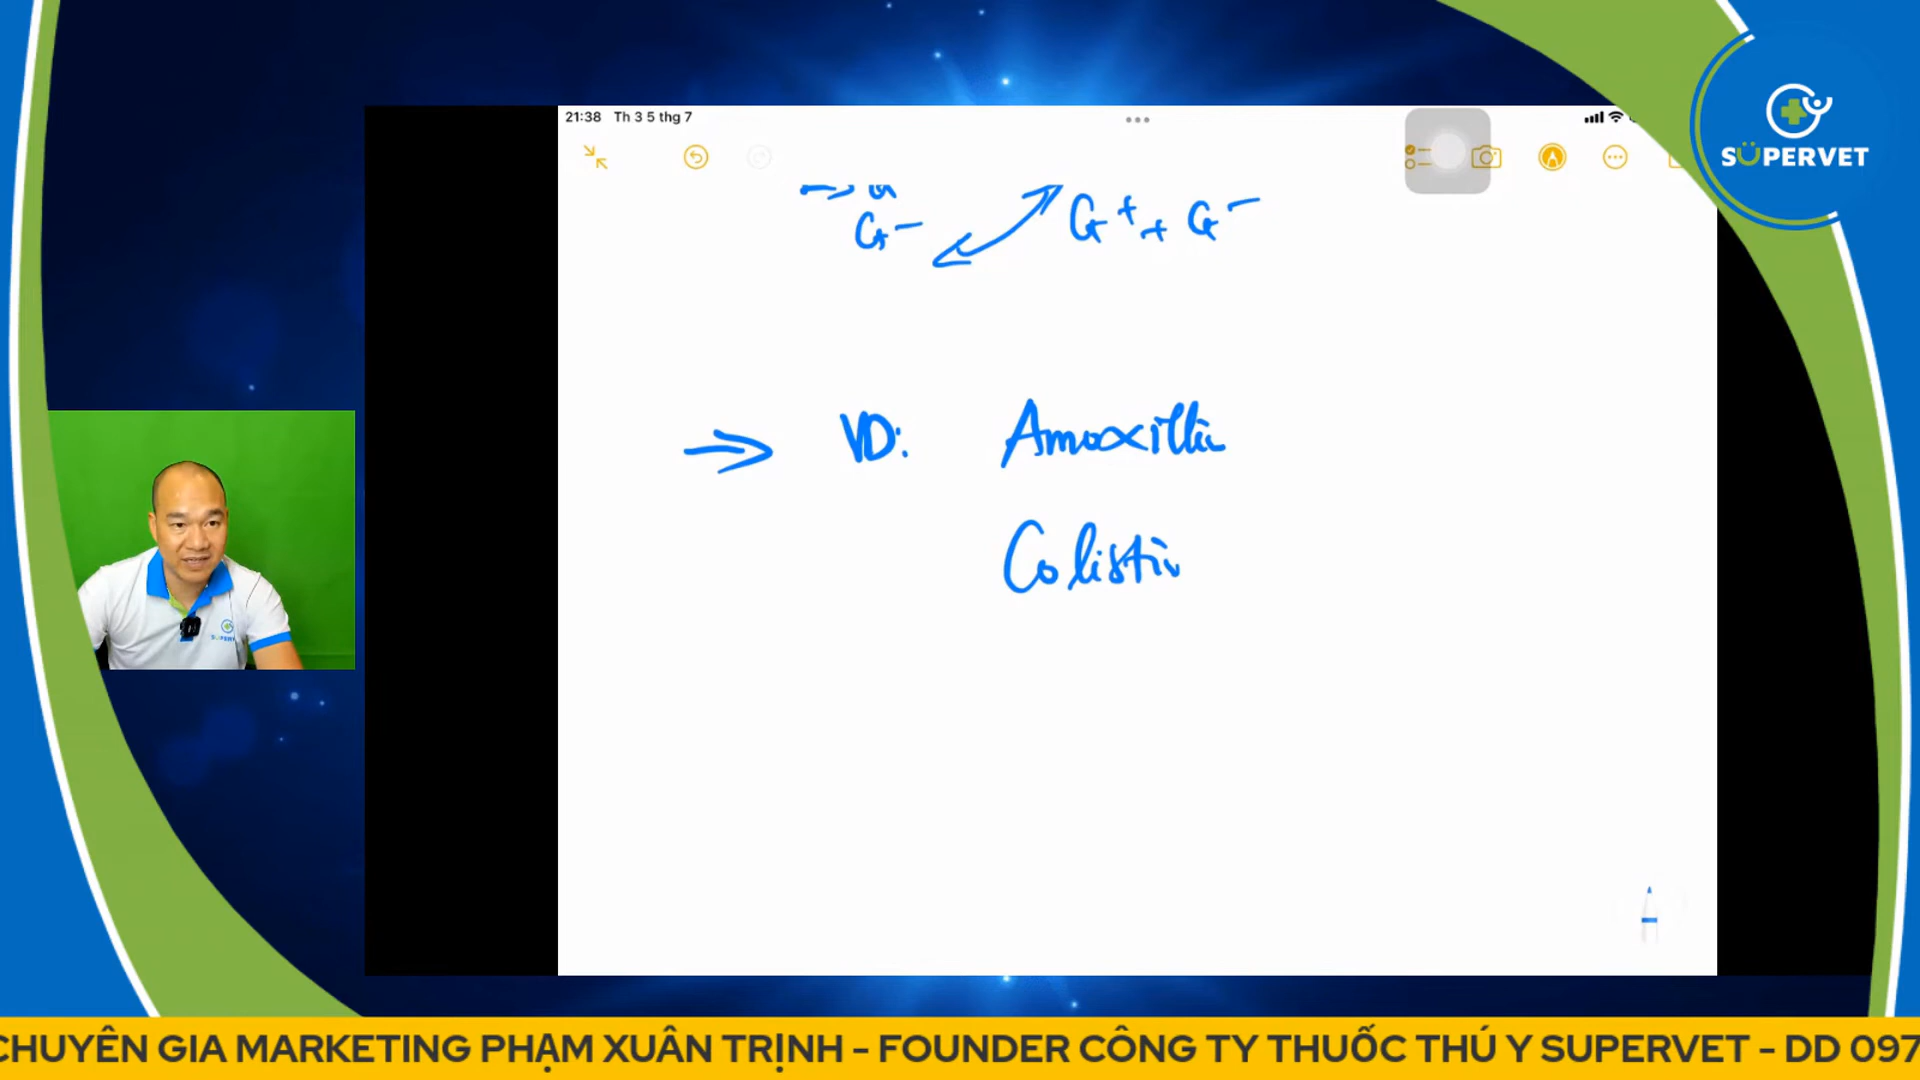 21:38 Th 3 5 thg 7
SÜPERVET
G-
G+ + G-
VD: Amoxillin
Colistin
CHUYÊN GIA MARKETING PHẠM XUÂN TRỊNH - FOUNDER CÔNG TY THUỐC THÚ Y SUPERVET - DD 097